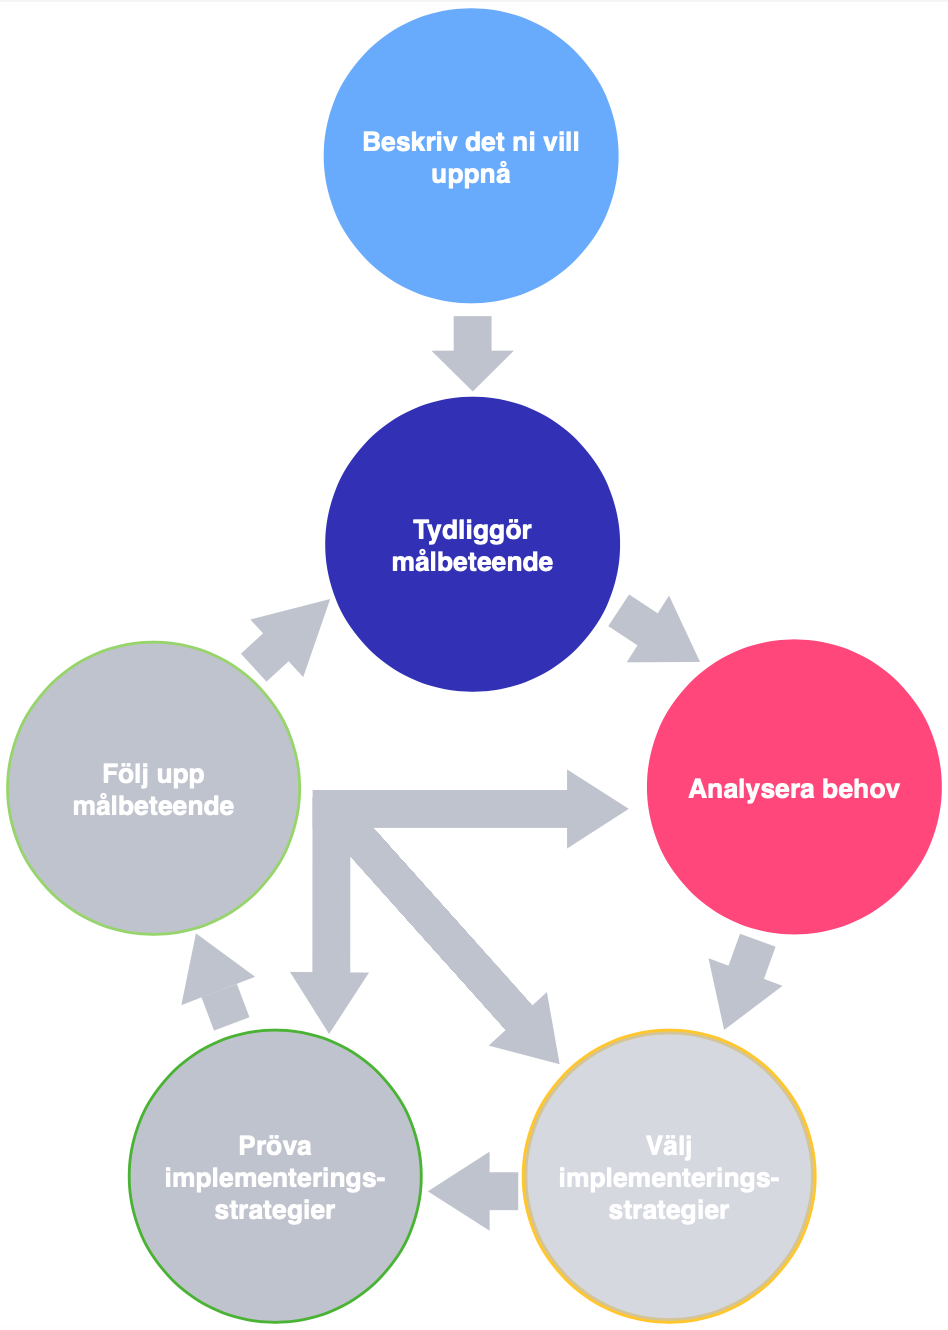 Beskriv det ni vill
uppnå
Tydliggör
målbeteende
Analysera behov
Välj
implementerings-
strategier
Pröva
implementerings-
strategier
Följ upp
målbeteende